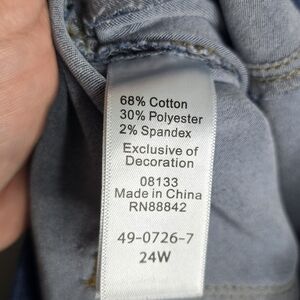 68% Cotton
30% Polyester
2% Spandex
Exclusive of
Decoration
08133
Made in China
RN88842
49-0726-7
24W